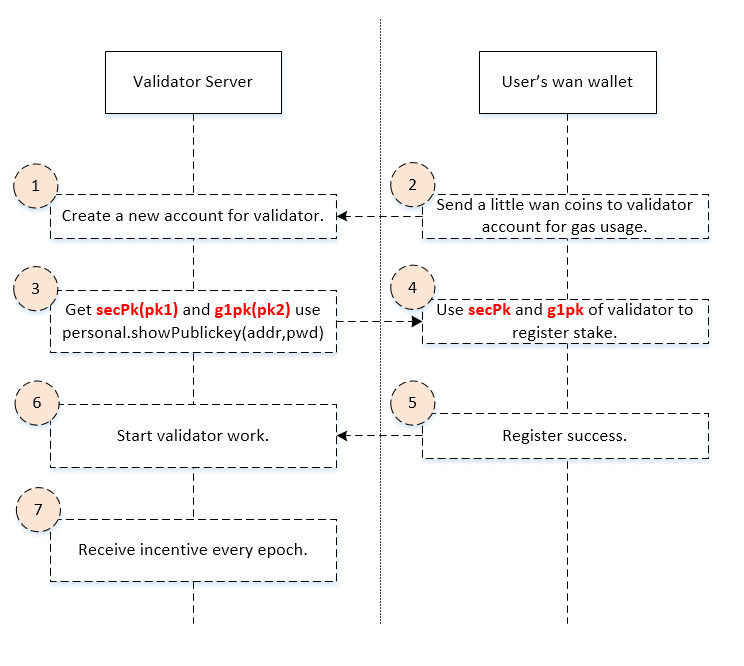 Validator Server
User's wan wallet
1
Create a new account for validator.
2
Send a little wan coins to validator
account for gas usage.
3
Get secPk(pk1) and g1pk(pk2) use
personal.showPublickey(addr,pwd)
4
Use secPk and g1pk of validator to
register stake.
6
Start validator work.
5
Register success.
7
Receive incentive every epoch.